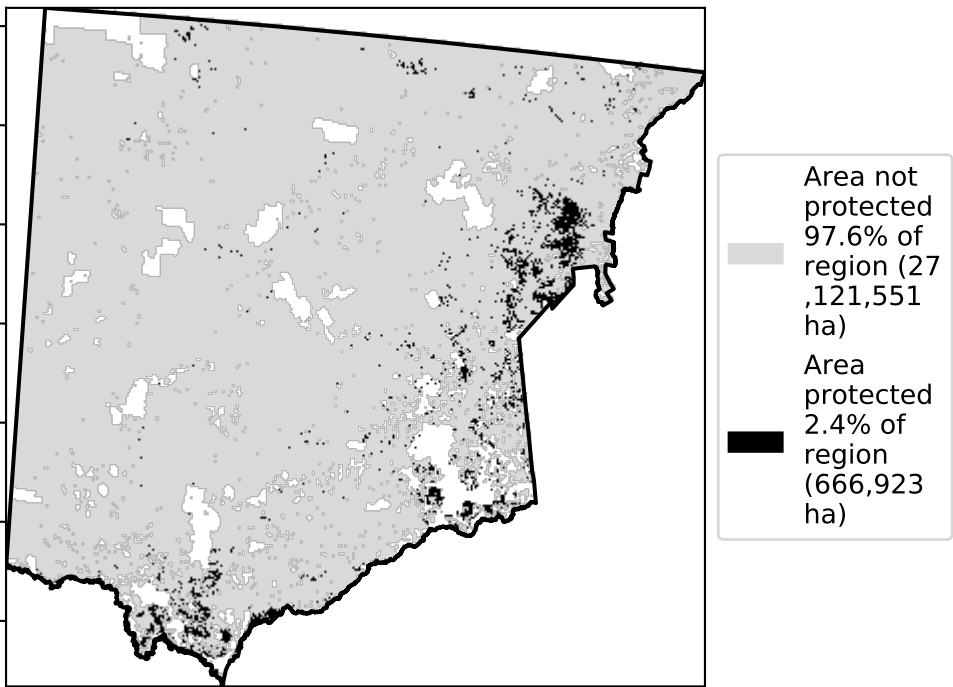 Area not
protected
97.6% of
region (27
,121,551
ha)
Area
protected
2.4% of
region
(666,923
ha)